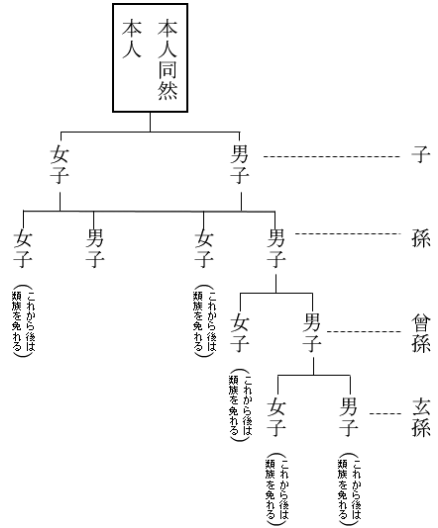 本人同然
本人
子
男子
女子
孫
男子
女子
(これから後は
類族を免れる)
男子
女子
(これから後は
類族を免れる)
曾孫
男子
女子
(これから後は
類族を免れる)
玄孫
男子
(これから後は
類族を免れる)
女子
(これから後は
類族を免れる)